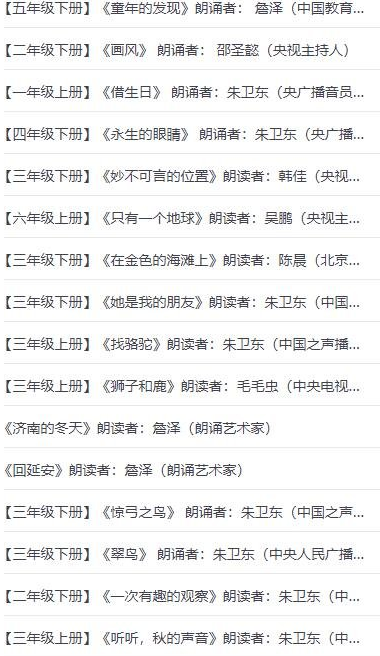 【五年级下册】《童年的发现》朗诵者： 詹泽（中国教育...
【二年级下册】《画风》 朗诵者： 邵圣懿（央视主持人）
【一年级上册】《借生日》 朗诵者：朱卫东（央广播音员...
【四年级下册】《永生的眼睛》 朗诵者：朱卫东（央广播...
【三年级下册】《妙不可言的位置》朗读者：韩佳（央视...
【六年级上册】《只有一个地球》朗读者：吴鹏（央视主...
【三年级上册】《在金色的海滩上》朗读者：陈晨（北京...
【三年级下册】《她是我的朋友》朗读者：朱卫东（中国...
【三年级上册】《找骆驼》朗读者：朱卫东（中国之声播...
【三年级上册】《狮子和鹿》朗读者：毛毛虫（中央电视...
《济南的冬天》朗读者：詹泽（朗诵艺术家）
《回延安》朗读者：詹泽（朗诵艺术家）
【三年级下册】《惊弓之鸟》 朗诵者：朱卫东（中国之声...
【三年级下册】《翠鸟》 朗诵者：朱卫东（中央人民广播...
【二年级下册】《一次有趣的观察》朗读者：朱卫东（中...
【三年级上册】《听听，秋的声音》朗读者：朱卫东（中...